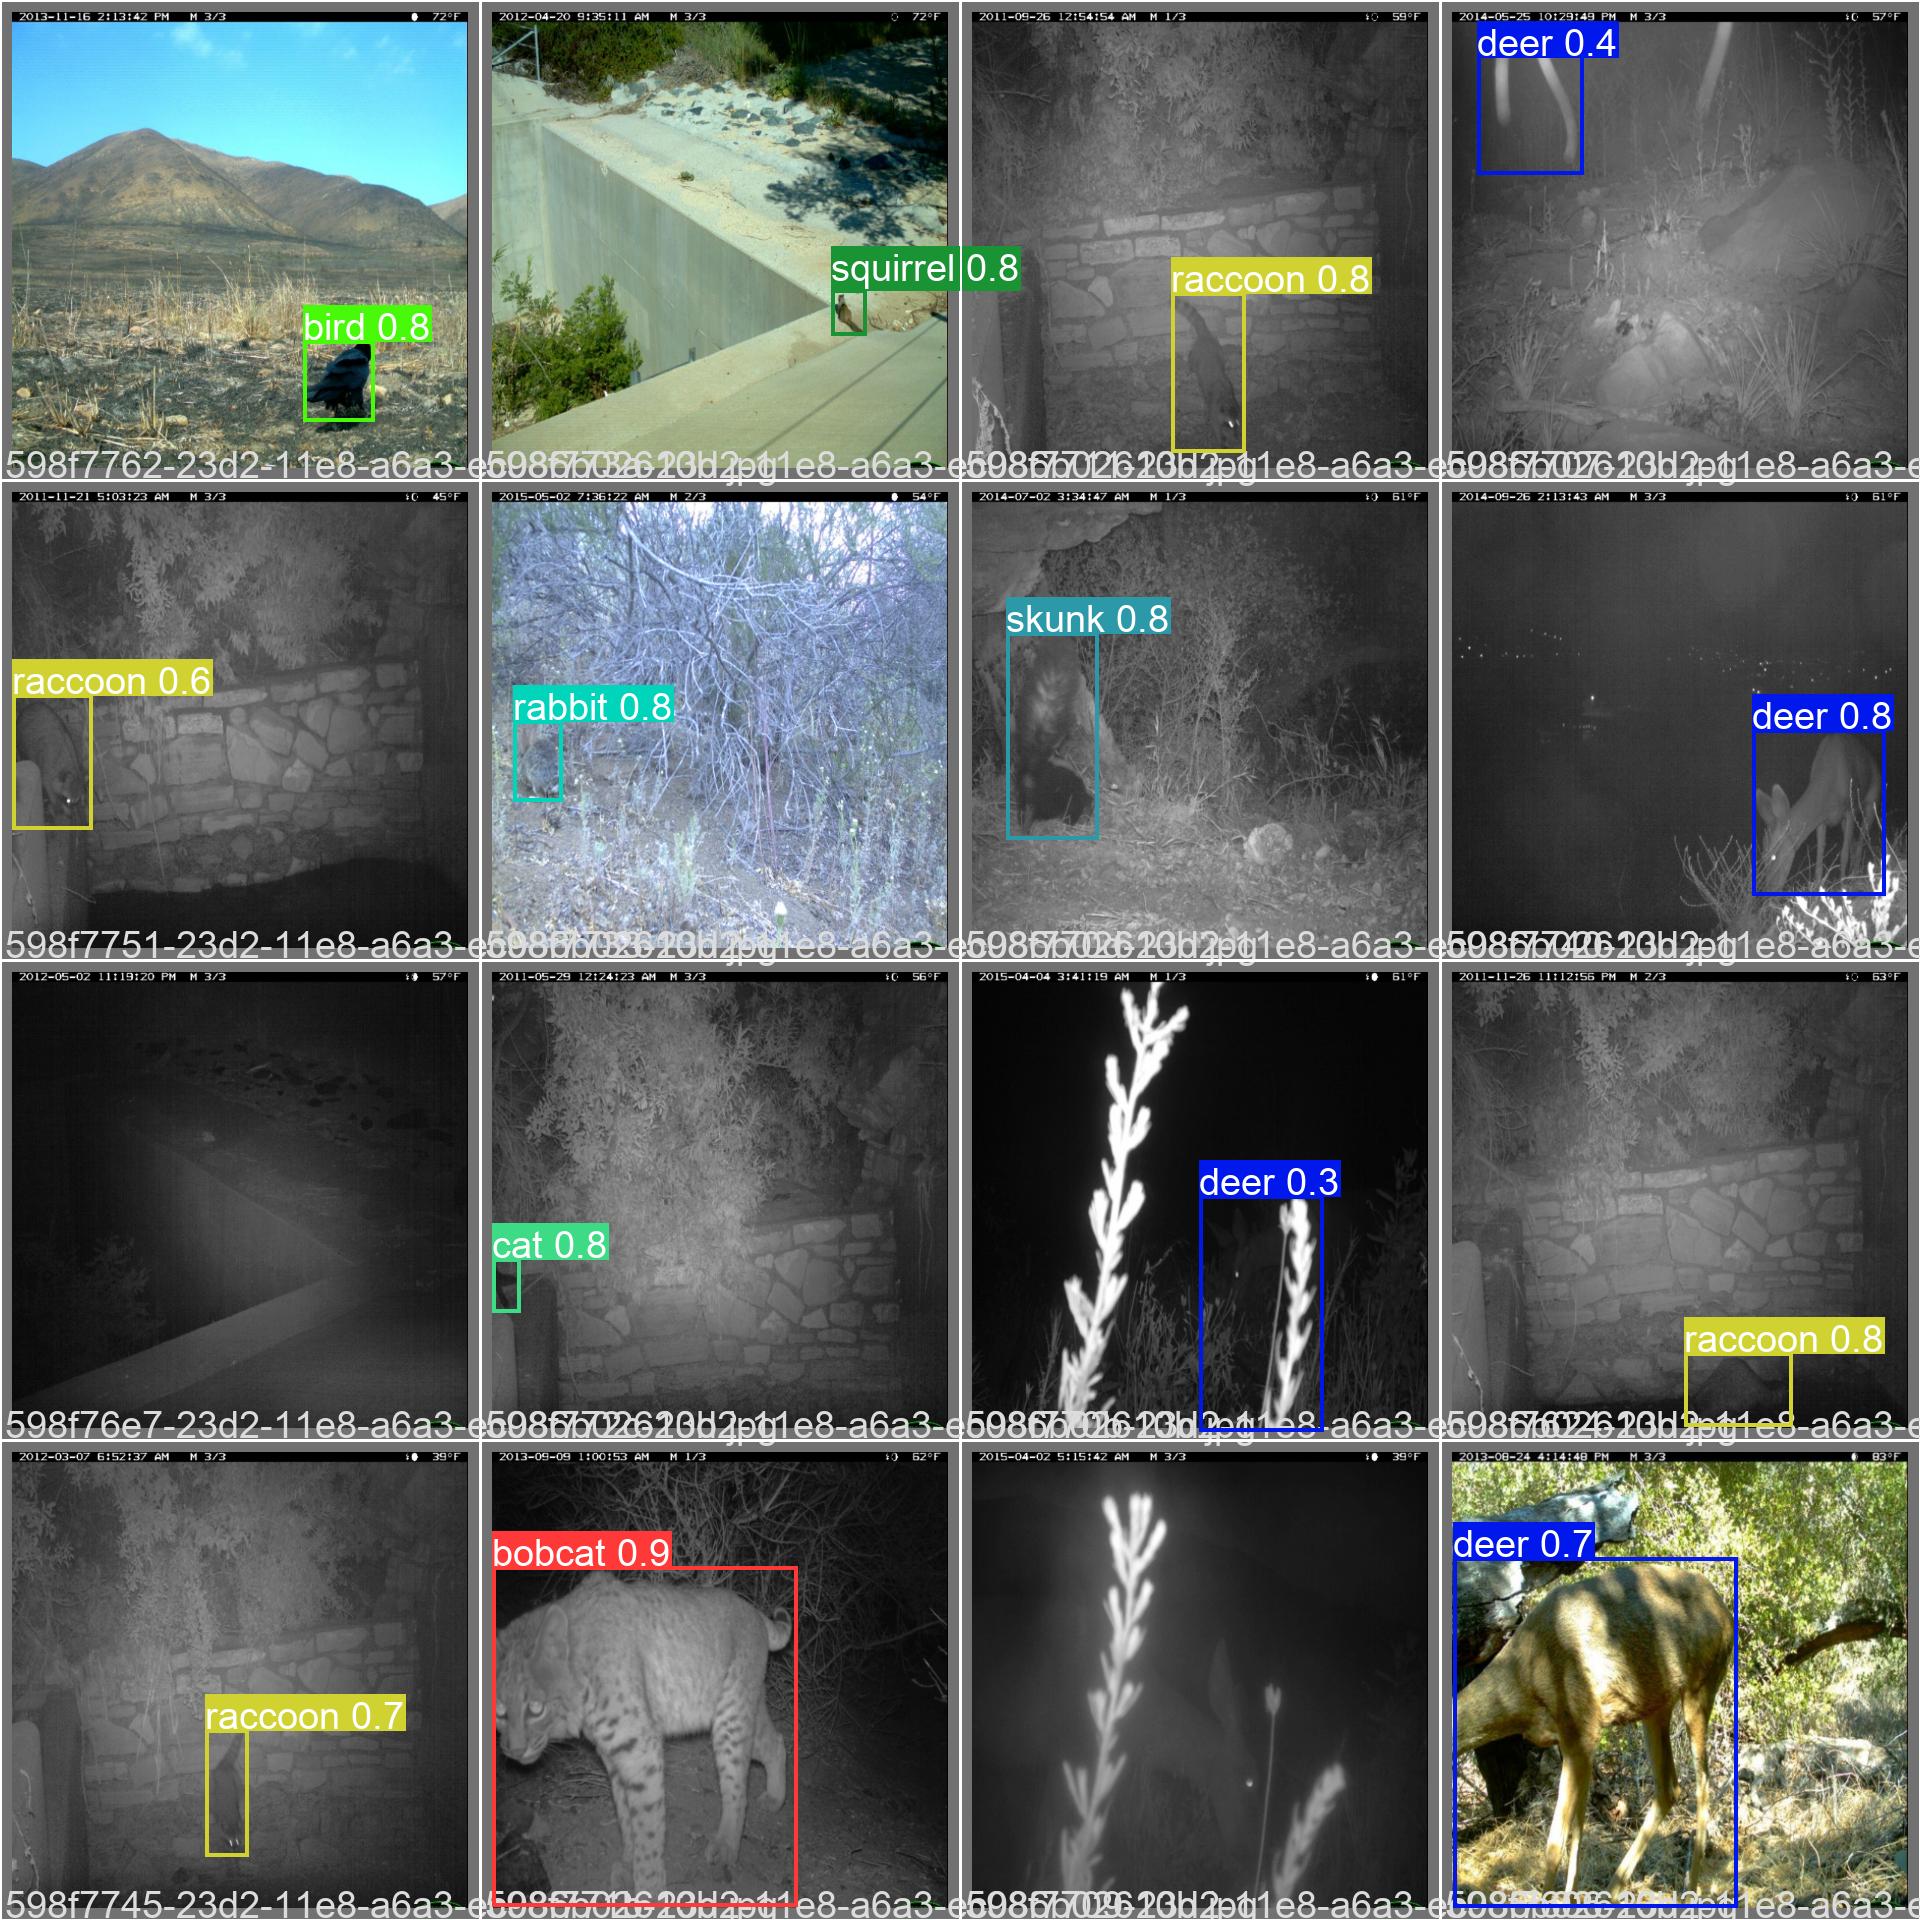 2013-11-16 2:13:42 PM M 3/3 72°F
2012-04-20 9:35:11 AM M 3/3 72°F
2011-09-26 12:54:54 AM M 1/3 59°F
2014-05-25 10:29:49 PM M 3/3 57°F
deer 0.4
squirrel 0.8
raccoon 0.8
bird 0.8
598f7762-23d2-11e8-a6a3-e
2011-11-21 5:03:23 AM M 3/3 45°F
2015-05-02 7:36:22 AM M 2/3 54°F
2014-07-02 3:34:47 AM M 1/3 61°F
2014-09-26 2:13:43 AM M 3/3 61°F
skunk 0.8
raccoon 0.6
rabbit 0.8
deer 0.8
598f7751-23d2-11e8-a6a3-e
2012-05-02 11:19:20 PM M 3/3 57°F
2011-05-29 12:24:23 AM M 3/3 56°F
2015-04-04 3:41:19 AM M 1/3 61°F
2011-11-26 11:12:56 PM M 2/3 63°F
deer 0.3
cat 0.8
raccoon 0.8
598f76e7-23d2-11e8-a6a3-e
2012-03-07 6:52:37 AM M 3/3 39°F
2013-09-09 1:00:53 AM M 1/3 62°F
2015-04-02 5:15:42 AM M 3/3 39°F
2013-08-24 4:14:48 PM M 3/3 83°F
deer 0.7
bobcat 0.9
raccoon 0.7
598f7745-23d2-11e8-a6a3-e